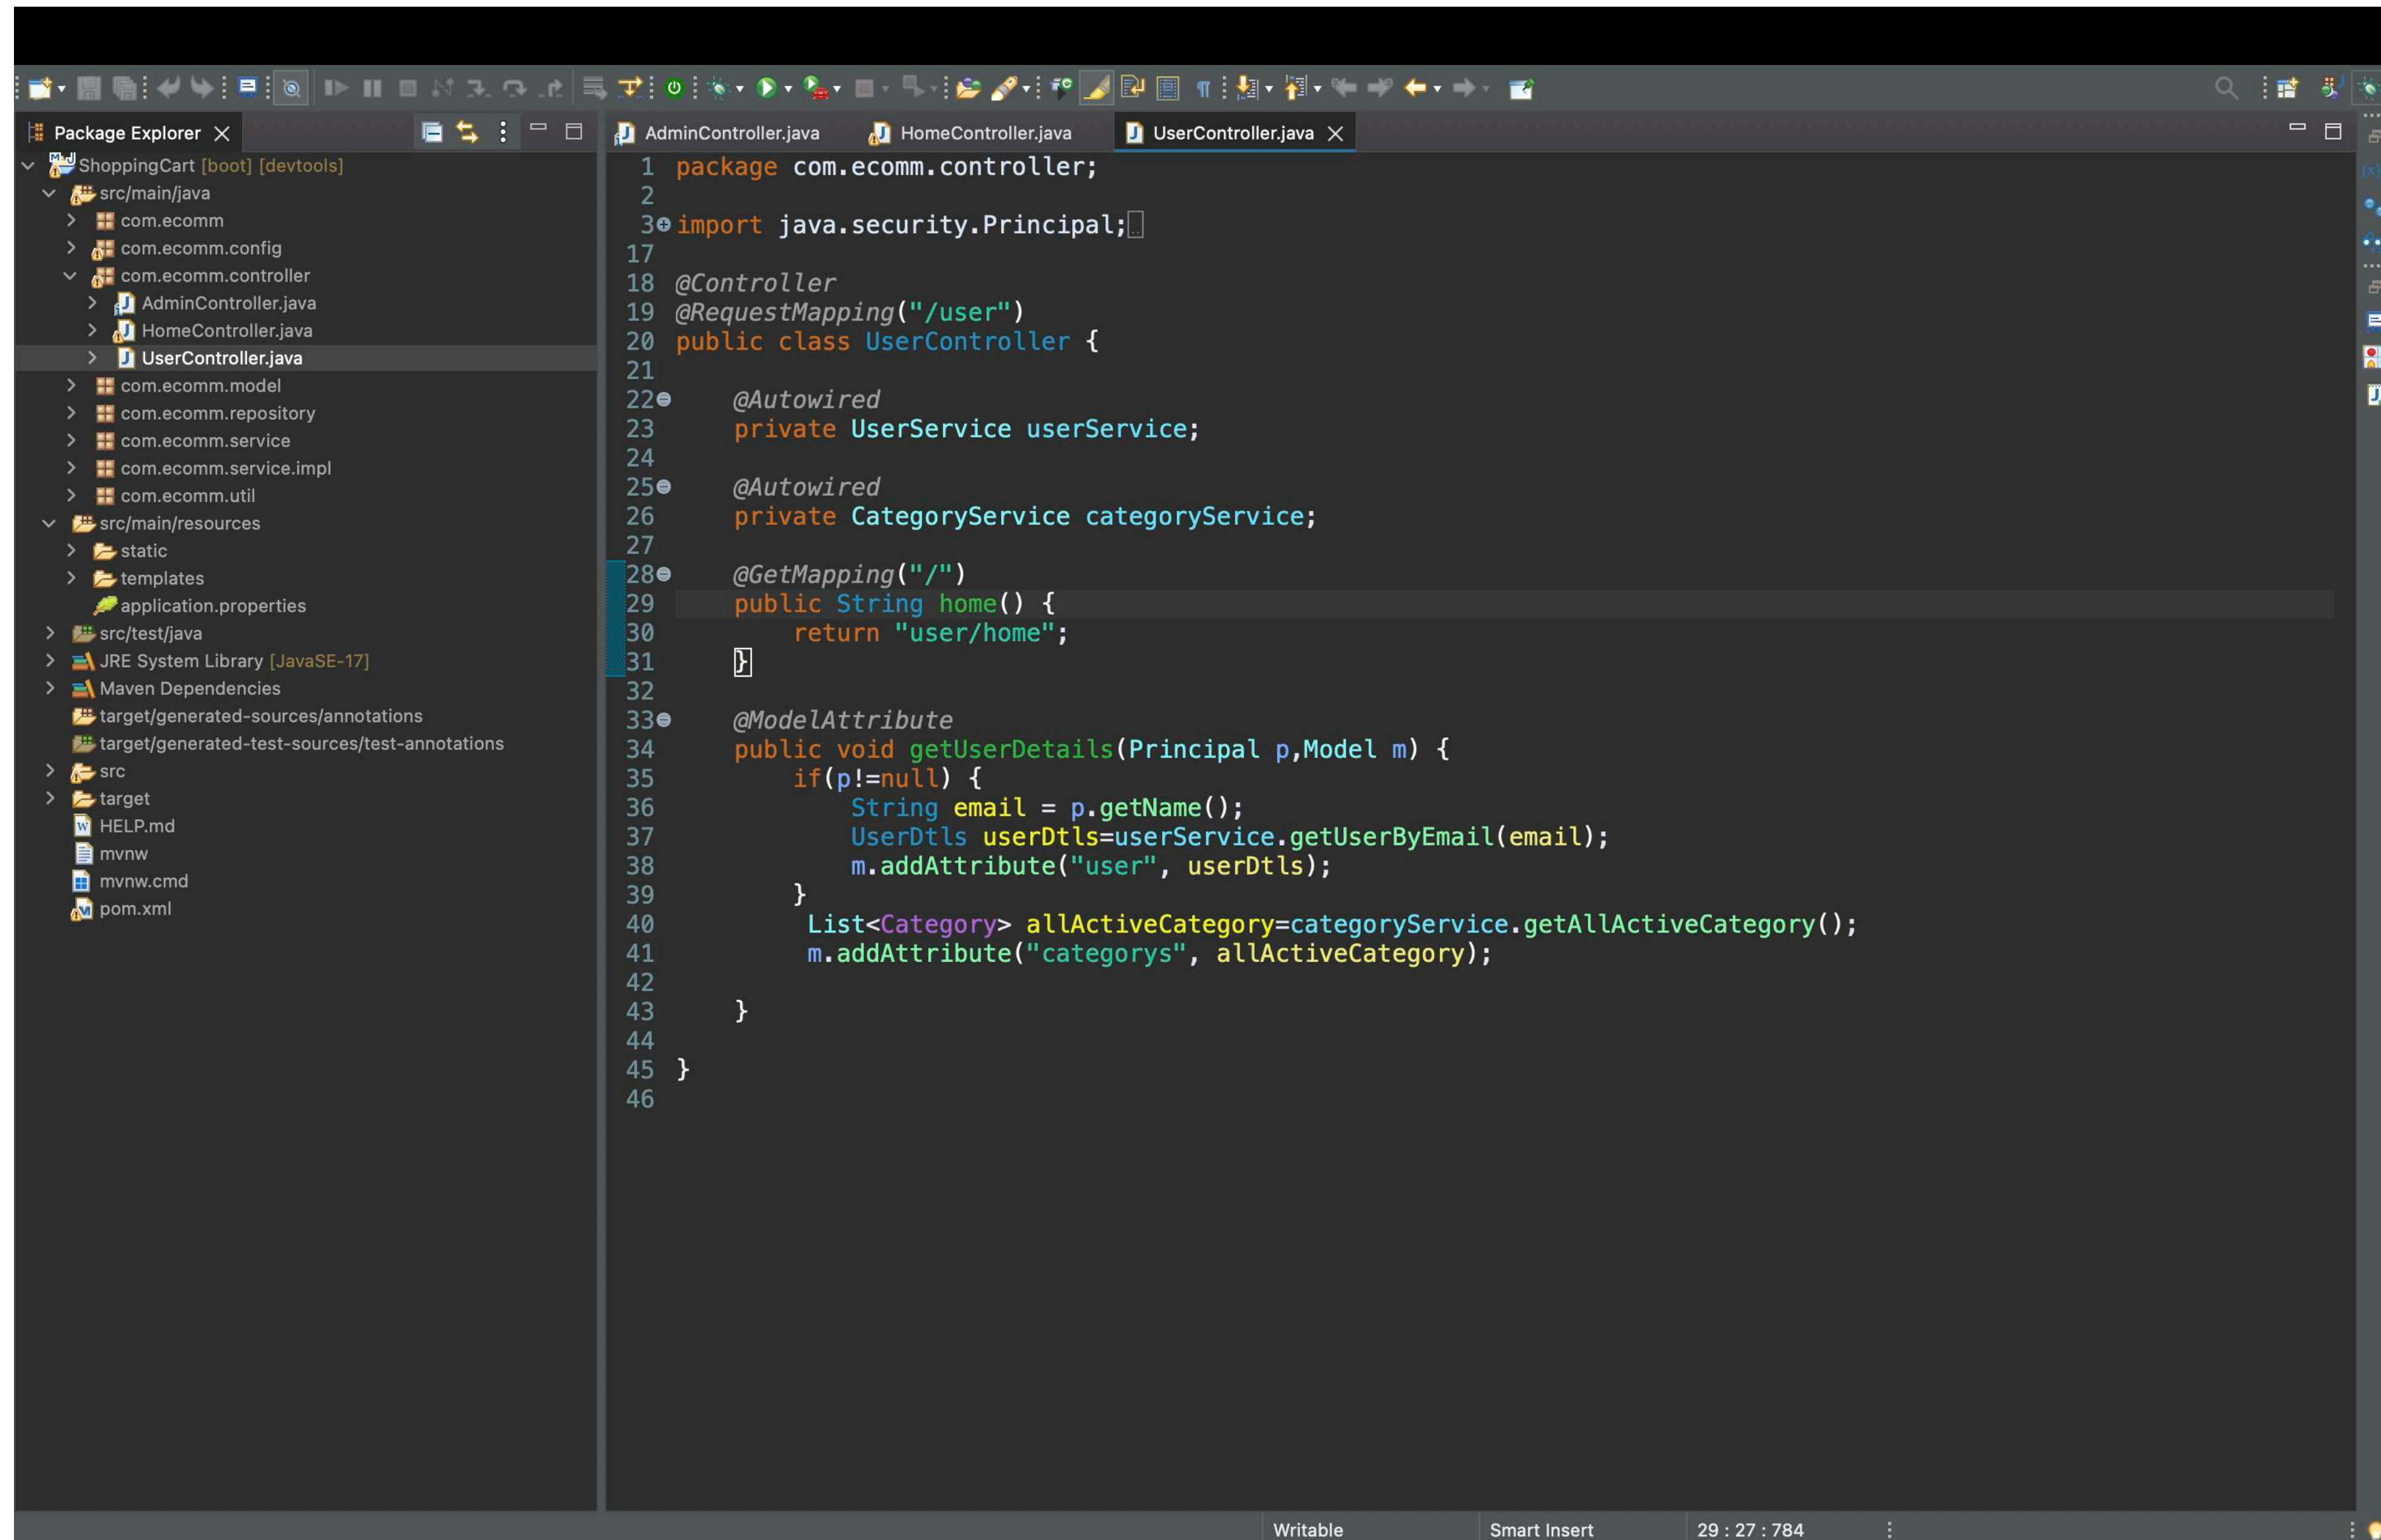 Package Explorer
ShoppingCart [boot] [devtools]
src/main/java
com.ecomm
com.ecomm.config
com.ecomm.controller
AdminController.java
HomeController.java
UserController.java
com.ecomm.model
com.ecomm.repository
com.ecomm.service
com.ecomm.service.impl
com.ecomm.util
src/main/resources
static
templates
application.properties
src/test/java
JRE System Library [JavaSE-17]
Maven Dependencies
target/generated-sources/annotations
target/generated-test-sources/test-annotations
src
target
HELP.md
mvnw
mvnw.cmd
pom.xml
AdminController.java HomeController.java UserController.java
1 package com.ecomm.controller;
2
3 import java.security.Principal;
17
18 @Controller
19 @RequestMapping("/user")
20 public class UserController {
21
22 @Autowired
23 private UserService userService;
24
25 @Autowired
26 private CategoryService categoryService;
27
28 @GetMapping("/")
29 public String home() {
30 return "user/home";
31 }
32
33 @ModelAttribute
34 public void getUserDetails(Principal p,Model m) {
35 if(p!=null) {
36 String email = p.getName();
37 UserDtls userDtls=userService.getUserByEmail(email);
38 m.addAttribute("user", userDtls);
39 }
40 List<Category> allActiveCategory=categoryService.getAllActiveCategory();
41 m.addAttribute("categorys", allActiveCategory);
42
43 }
44
45 }
46
Writable Smart Insert 29 : 27 : 784